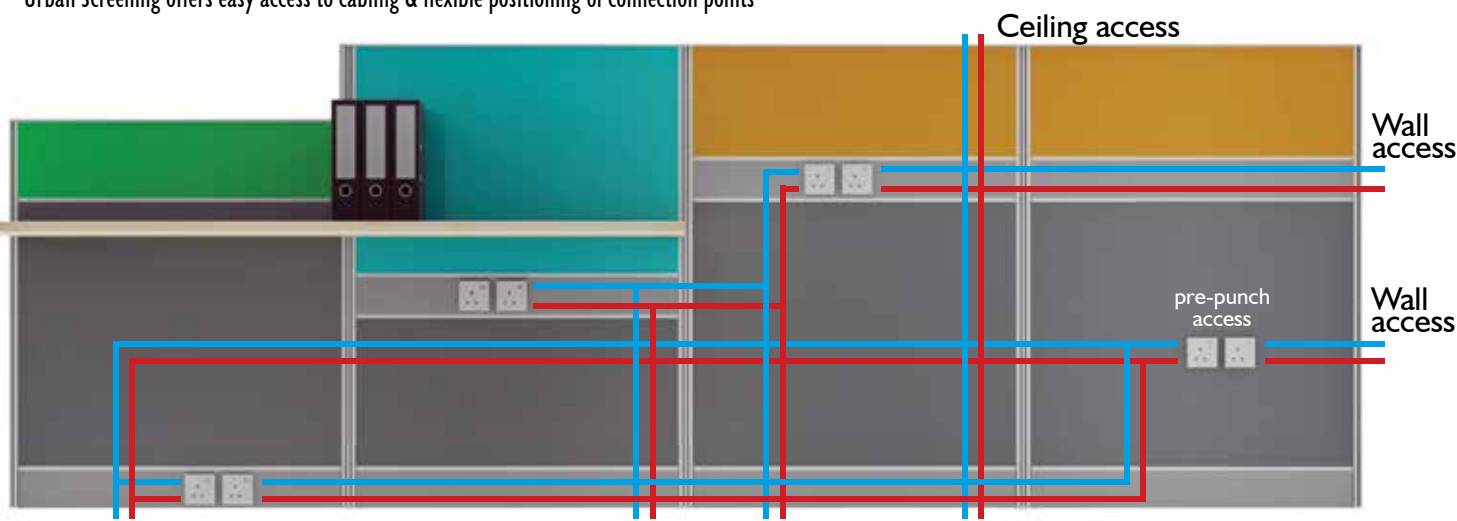 Urban Screening offers easy access to cabling & flexible positioning of connection points
Ceiling access
Wall
access
Wall
access
pre-punch
access